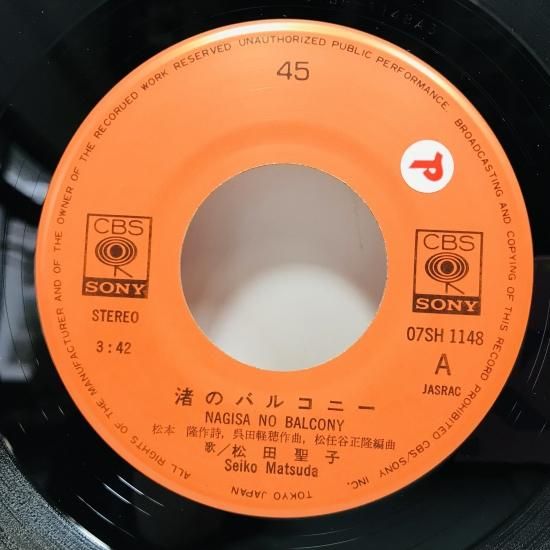 ALL RIGHTS OF THE MANUFACTURER AND OF THE OWNER OF THE RECORDED WORK RESERVED UNAUTHORIZED PUBLIC PERFORMANCE BROADCASTING AND COPYING OF THIS RECORD PROHIBITED CBS/SONY INC. TOKYO JAPAN
45
P
CBS
SONY
STEREO
3:42
CBS
SONY
07SH 1148
A
JASRAC
渚のバルコニー
NAGISA NO BALCONY
松本 隆作詩, 呉田軽穂作曲, 松任谷正隆編曲
歌/松田聖子
Seiko Matsuda